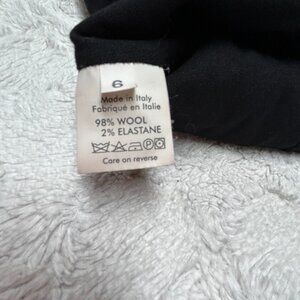 6
Made in Italy
Fabriqué en Italie
98% WOOL
2% ELASTANE
Care on reverse